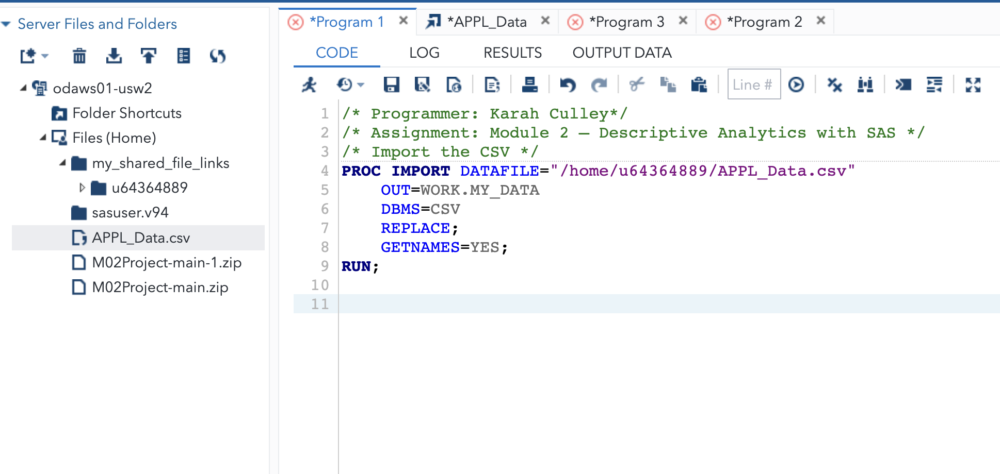 Server Files and Folders
odaws01-usw2
Folder Shortcuts
Files (Home)
my_shared_file_links
u64364889
sasuser.v94
APPL_Data.csv
M02Project-main-1.zip
M02Project-main.zip
*Program 1
*APPL_Data
*Program 3
*Program 2
CODE LOG RESULTS OUTPUT DATA
Line #
1 /* Programmer: Karah Culley*/
2 /* Assignment: Module 2 – Descriptive Analytics with SAS */
3 /* Import the CSV */
4 PROC IMPORT DATAFILE="/home/u64364889/APPL_Data.csv"
5     OUT=WORK.MY_DATA
6     DBMS=CSV
7     REPLACE;
8     GETNAMES=YES;
9 RUN;
10
11